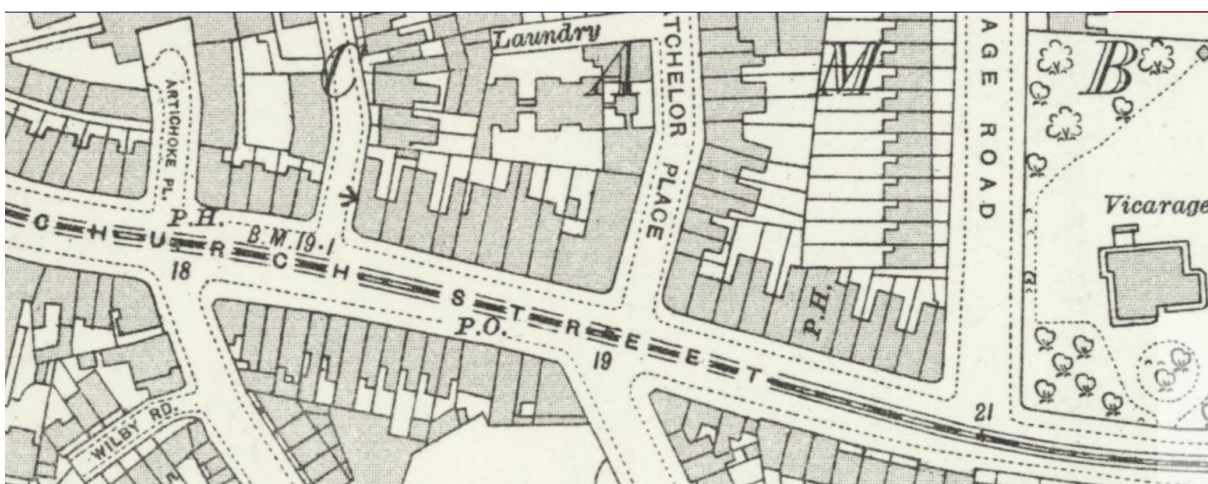 Laundry
C A M B
ARTICHOKE PL.
TCHELOR PLACE
AGE ROAD
Vicarage
P.H.
B.M. 19·1
CHURCH STREET
18
P.H.
P.O.
19
21
WILBY RD.